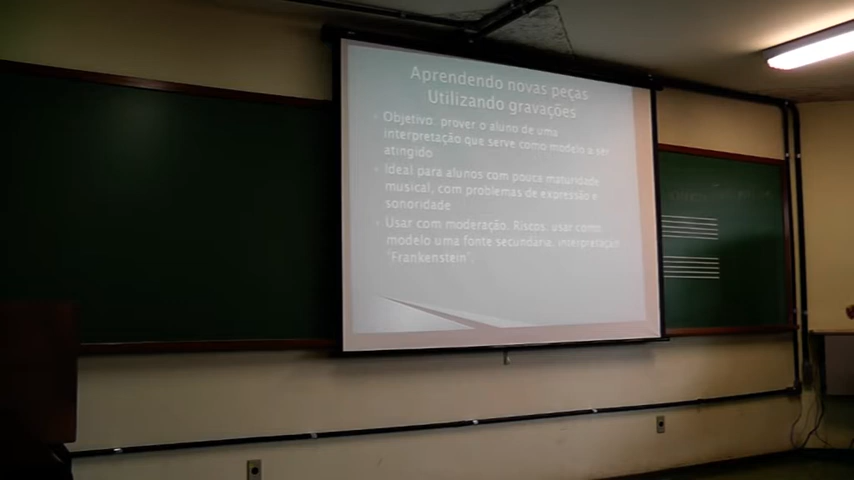 Aprendendo novas peças
Utilizando gravações
Objetivo: prover o aluno de uma
interpretação que serve como modelo a ser
atingido
Ideal para alunos com pouca maturidade
musical, com problemas de expressão e
sonoridade
Usar com moderação. Riscos: usar como
modelo uma fonte secundária, interpretação
"Frankenstein".